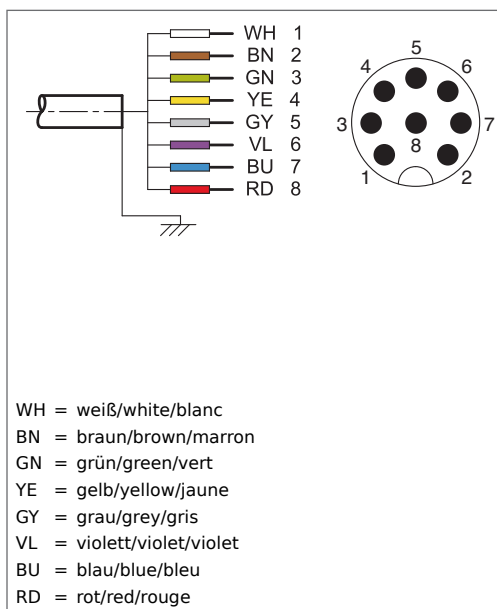 WH 1
BN 2
GN 3
YE 4
GY 5
VL 6
BU 7
RD 8
5
4 6
3 7
8
1 2
WH = weiß/white/blanc
BN = braun/brown/marron
GN = grün/green/vert
YE = gelb/yellow/jaune
GY = grau/grey/gris
VL = violett/violet/violet
BU = blau/blue/bleu
RD = rot/red/rouge